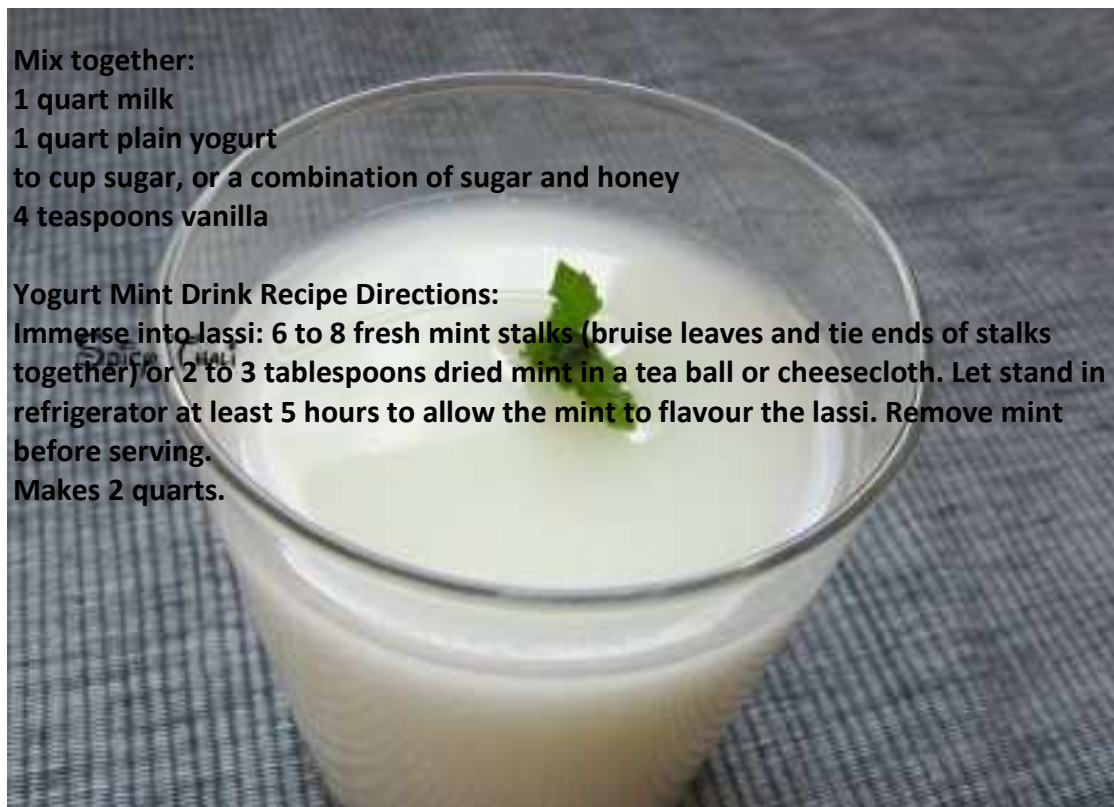 Mix together:
1 quart milk
1 quart plain yogurt
to cup sugar, or a combination of sugar and honey
4 teaspoons vanilla
Yogurt Mint Drink Recipe Directions:
Immerse into lassi: 6 to 8 fresh mint stalks (bruise leaves and tie ends of stalks
together) or 2 to 3 tablespoons dried mint in a tea ball or cheesecloth. Let stand in
refrigerator at least 5 hours to allow the mint to flavour the lassi. Remove mint
before serving.
Makes 2 quarts.